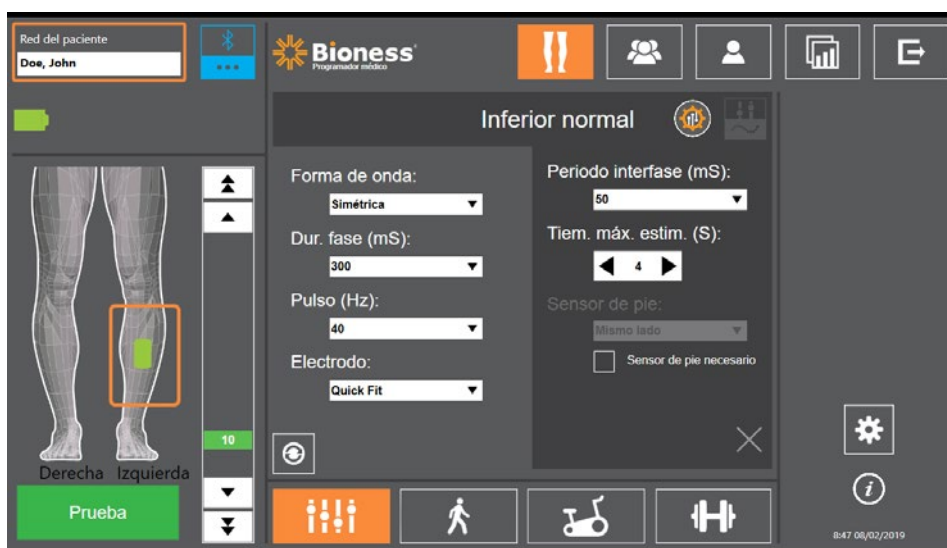 Red del paciente
Doe, John
Bioness
Programador médico
Inferior normal
Forma de onda:
Simétrica
Dur. fase (mS):
300
Pulso (Hz):
40
Electrodo:
Quick Fit
Periodo interfase (mS):
50
Tiem. máx. estim. (S):
4
Sensor de pie:
Mismo lado
Sensor de pie necesario
10
Derecha Izquierda
Prueba
8:47 08/02/2019